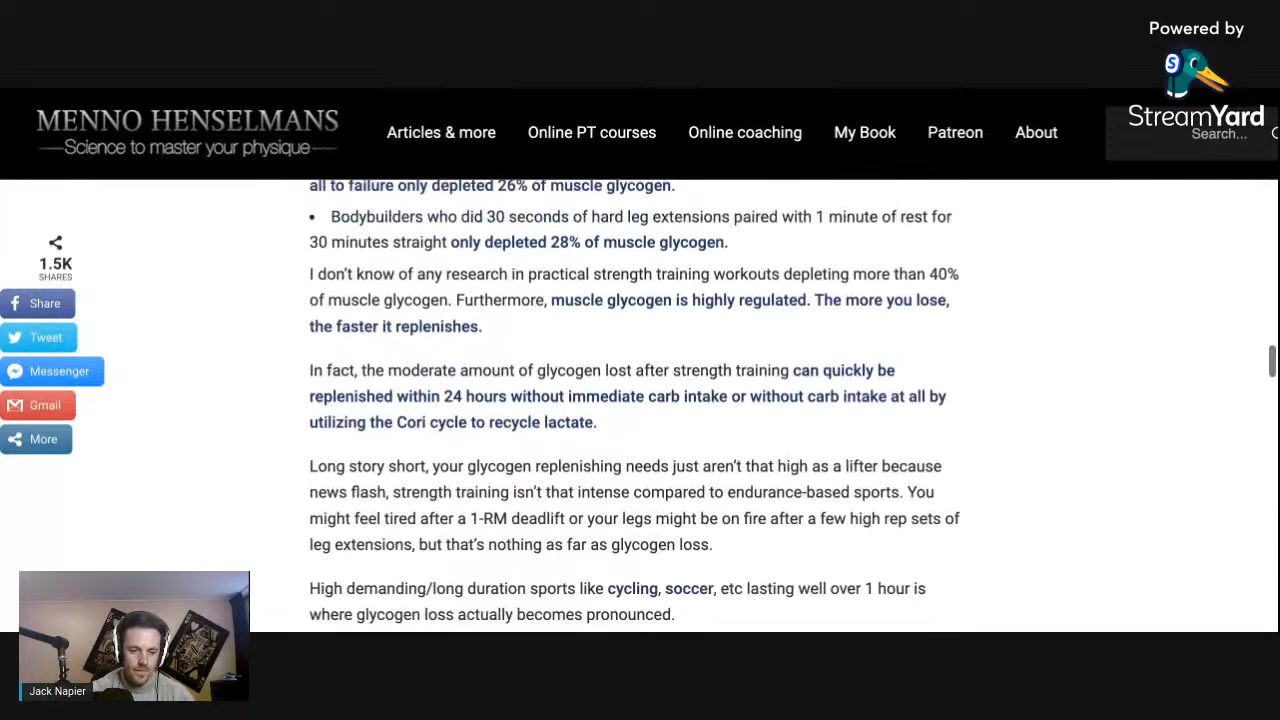 Powered by
StreamYard
MENNO HENSELMANS
Science to master your physique
Articles & more
Online PT courses
Online coaching
My Book
Patreon
About
Search...
all to failure only depleted 26% of muscle glycogen.
• Bodybuilders who did 30 seconds of hard leg extensions paired with 1 minute of rest for
30 minutes straight only depleted 28% of muscle glycogen.
I don’t know of any research in practical strength training workouts depleting more than 40%
of muscle glycogen. Furthermore, muscle glycogen is highly regulated. The more you lose,
the faster it replenishes.
In fact, the moderate amount of glycogen lost after strength training can quickly be
replenished within 24 hours without immediate carb intake or without carb intake at all by
utilizing the Cori cycle to recycle lactate.
Long story short, your glycogen replenishing needs just aren’t that high as a lifter because
news flash, strength training isn’t that intense compared to endurance-based sports. You
might feel tired after a 1-RM deadlift or your legs might be on fire after a few high rep sets of
leg extensions, but that’s nothing as far as glycogen loss.
High demanding/long duration sports like cycling, soccer, etc lasting well over 1 hour is
where glycogen loss actually becomes pronounced.
1.5K
SHARES
Share
Tweet
Messenger
Gmail
More
Jack Napier